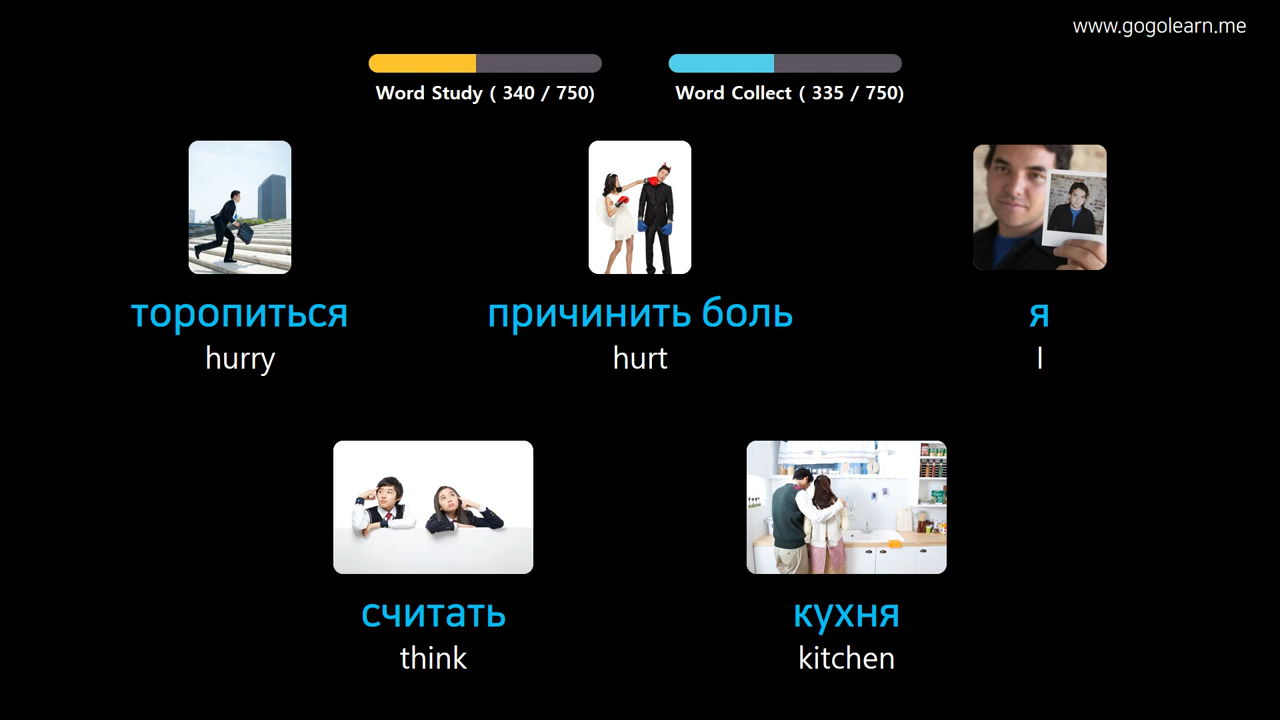 www.gogolearn.me
Word Study ( 340 / 750)
Word Collect ( 335 / 750)
торопиться
hurry
причинить боль
hurt
я
I
считать
think
кухня
kitchen